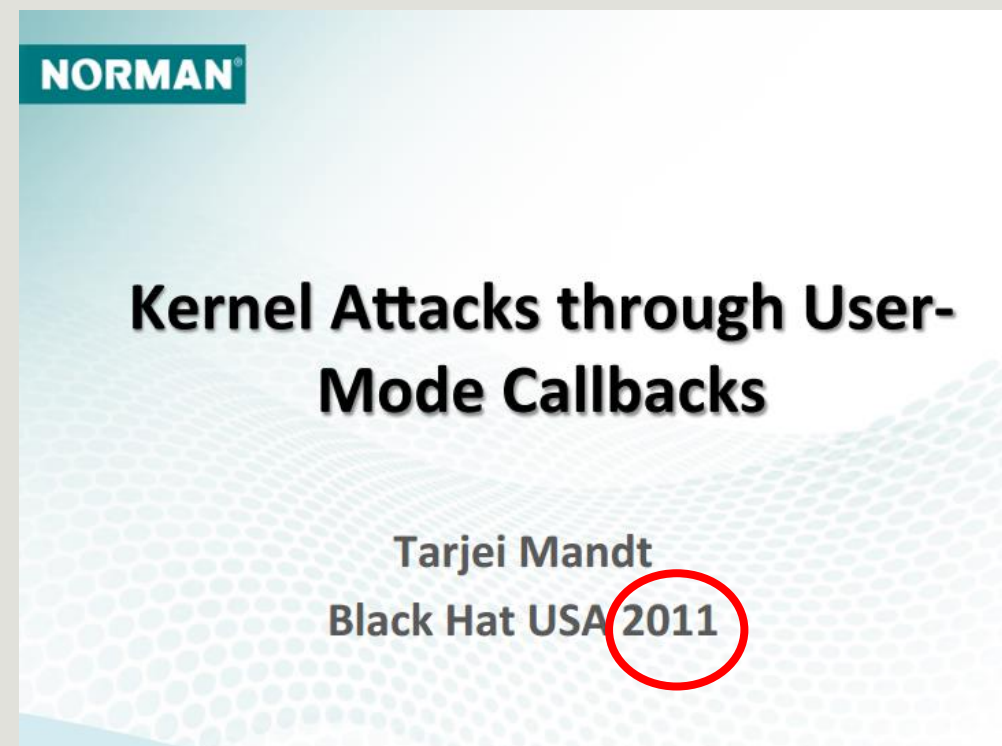 NORMAN®
Kernel Attacks through User-
Mode Callbacks
Tarjei Mandt
Black Hat USA 2011